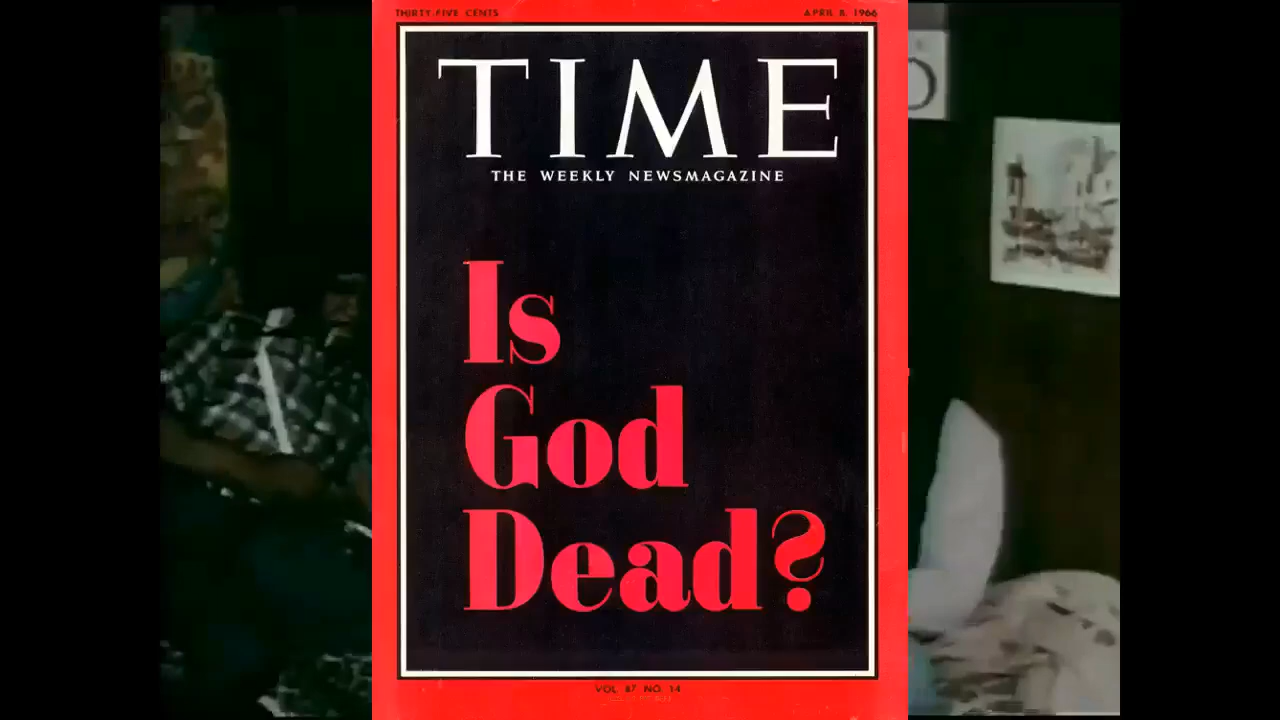 THIRTY-FIVE CENTS APRIL 8, 1966
TIME
THE WEEKLY NEWSMAGAZINE
Is
God
Dead?
VOL. 87 NO. 14